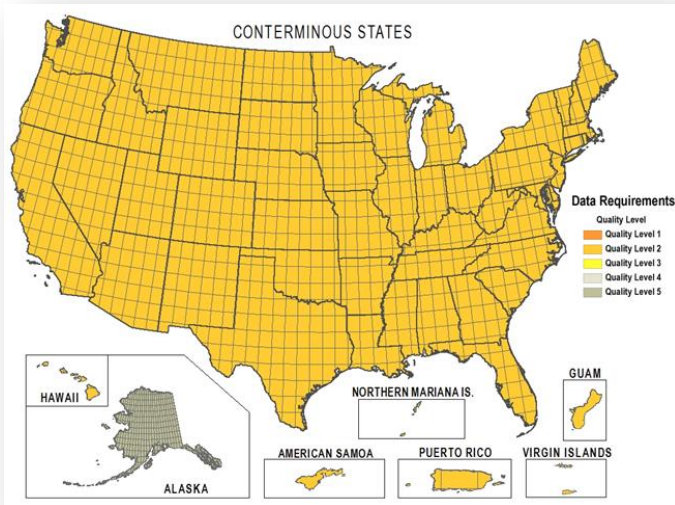 CONTERMINOUS STATES
Data Requirements
Quality Level
Quality Level 1
Quality Level 2
Quality Level 3
Quality Level 4
Quality Level 5
HAWAII
ALASKA
NORTHERN MARIANA IS.
GUAM
AMERICAN SAMOA
PUERTO RICO
VIRGIN ISLANDS